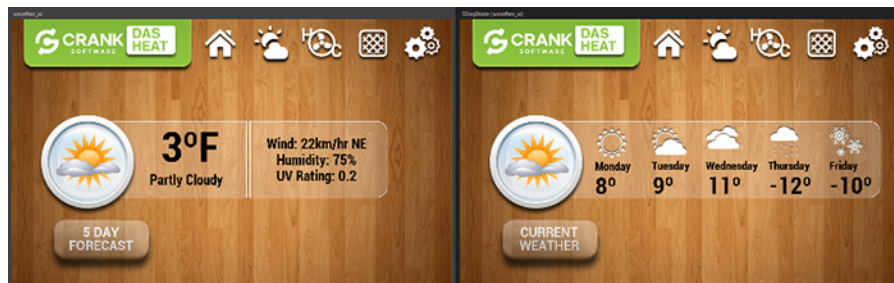 weather_sc
CRANK
SOFTWARE
DAS
HEAT
H
C
3ºF
Partly Cloudy
Wind: 22km/hr NE
Humidity: 75%
UV Rating: 0.2
5 DAY
FORECAST
CRANK
SOFTWARE
DAS
HEAT
H
C
Monday
8º
Tuesday
9º
Wednesday
11º
Thursday
-12º
Friday
-10º
CURRENT
WEATHER